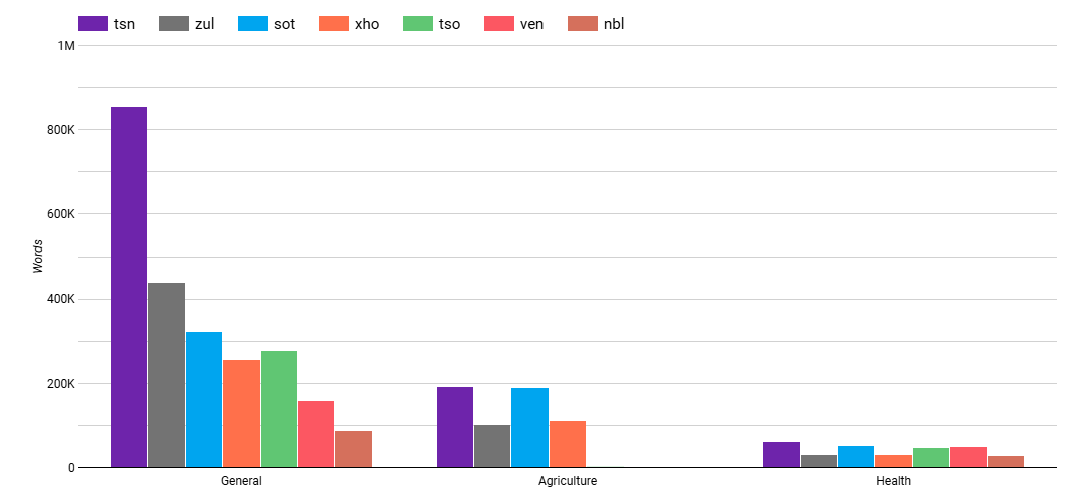 tsn zul sot xho tso ven nbl
1M
800K
600K
400K
200K
0
Words
General Agriculture Health